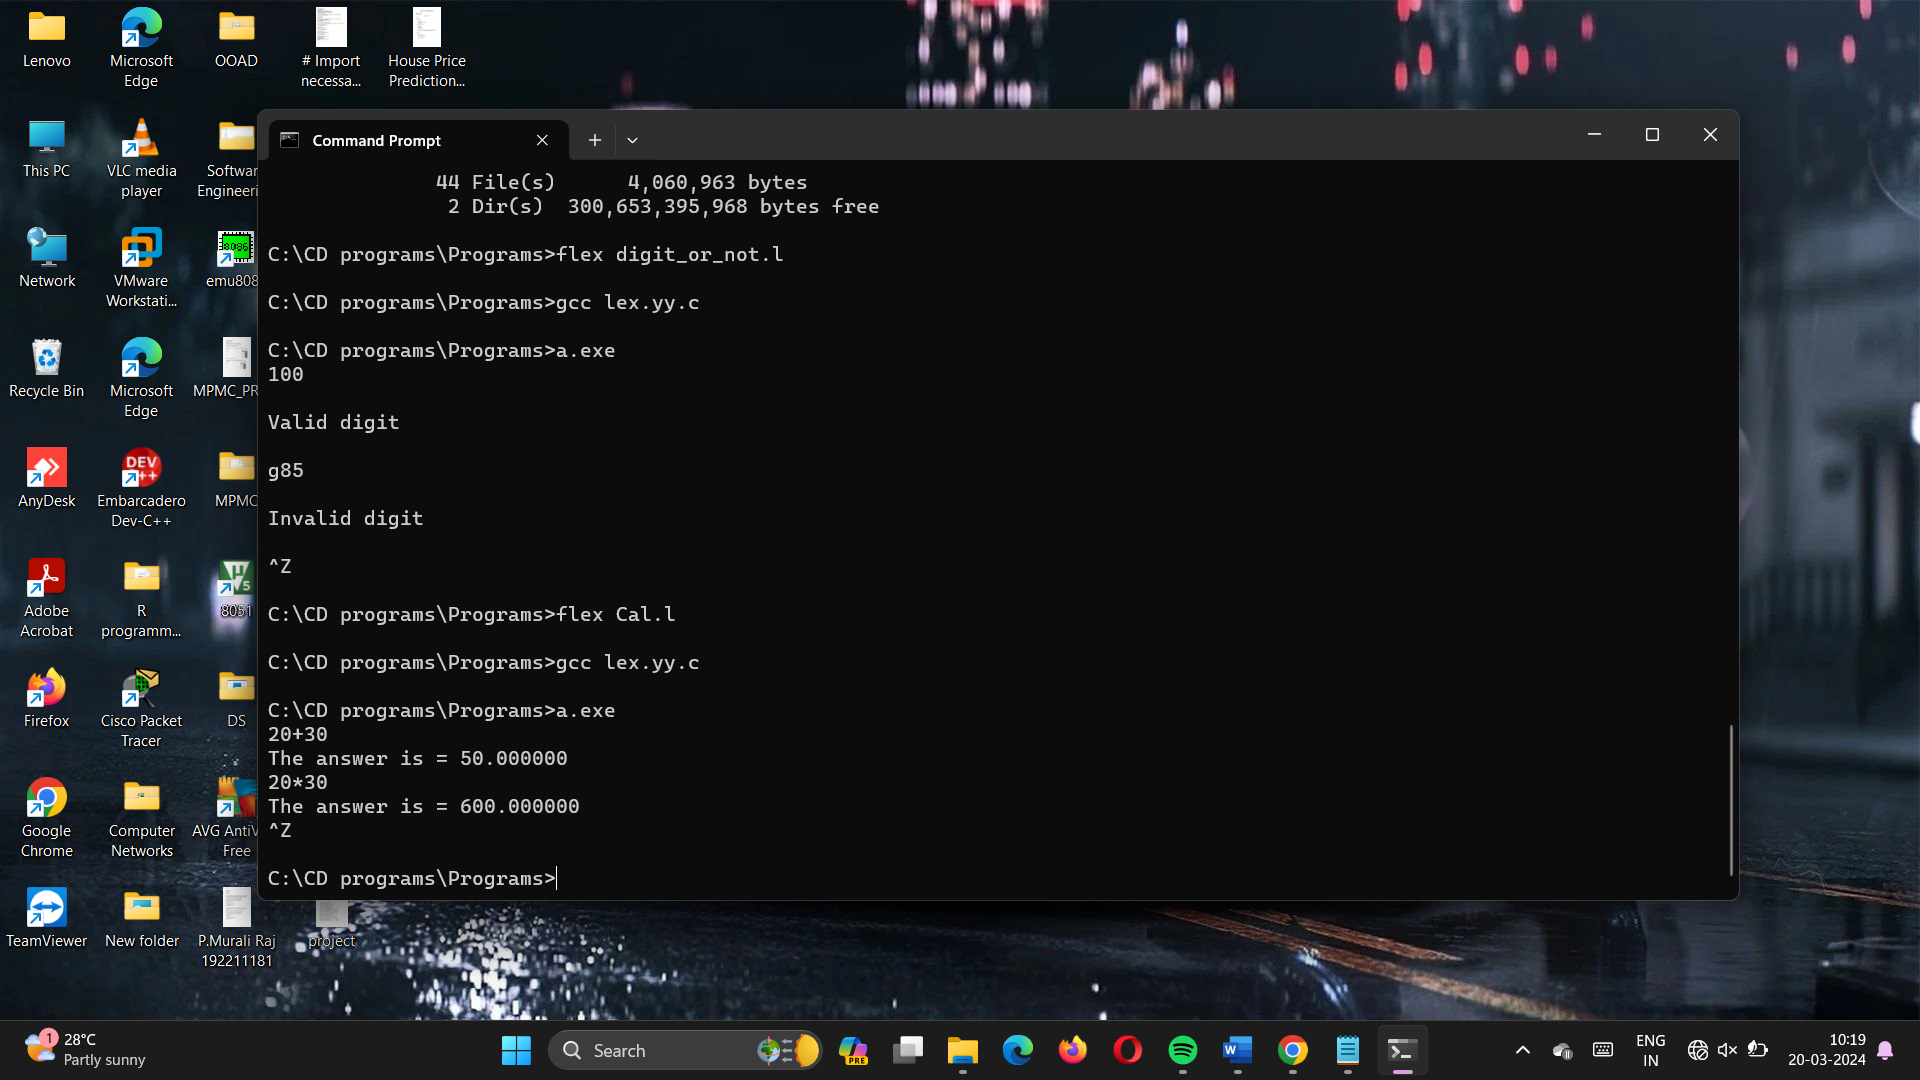 Lenovo
Microsoft
Edge
OOAD
# Import
necessa...
House Price
Prediction...
This PC
VLC media
player
Softwar
Engineeri
Network
VMware
Workstati...
8086
emu808
Recycle Bin
Microsoft
Edge
MPMC_PR
AnyDesk
DEV
C++
Embarcadero
Dev-C++
MPMC
Adobe
Acrobat
R
programm...
8051
Firefox
Cisco Packet
Tracer
DS
Google
Chrome
Computer
Networks
AVG AntiV
Free
TeamViewer
New folder
P.Murali Raj
192211181
project
Command Prompt
44 File(s)      4,060,963 bytes
2 Dir(s)  300,653,395,968 bytes free
C:\CD programs\Programs>flex digit_or_not.l
C:\CD programs\Programs>gcc lex.yy.c
C:\CD programs\Programs>a.exe
100
Valid digit
g85
Invalid digit
^Z
C:\CD programs\Programs>flex Cal.l
C:\CD programs\Programs>gcc lex.yy.c
C:\CD programs\Programs>a.exe
20+30
The answer is = 50.000000
20*30
The answer is = 600.000000
^Z
C:\CD programs\Programs>
1
28°C
Partly sunny
Search
PRE
ENG
IN
10:19
20-03-2024